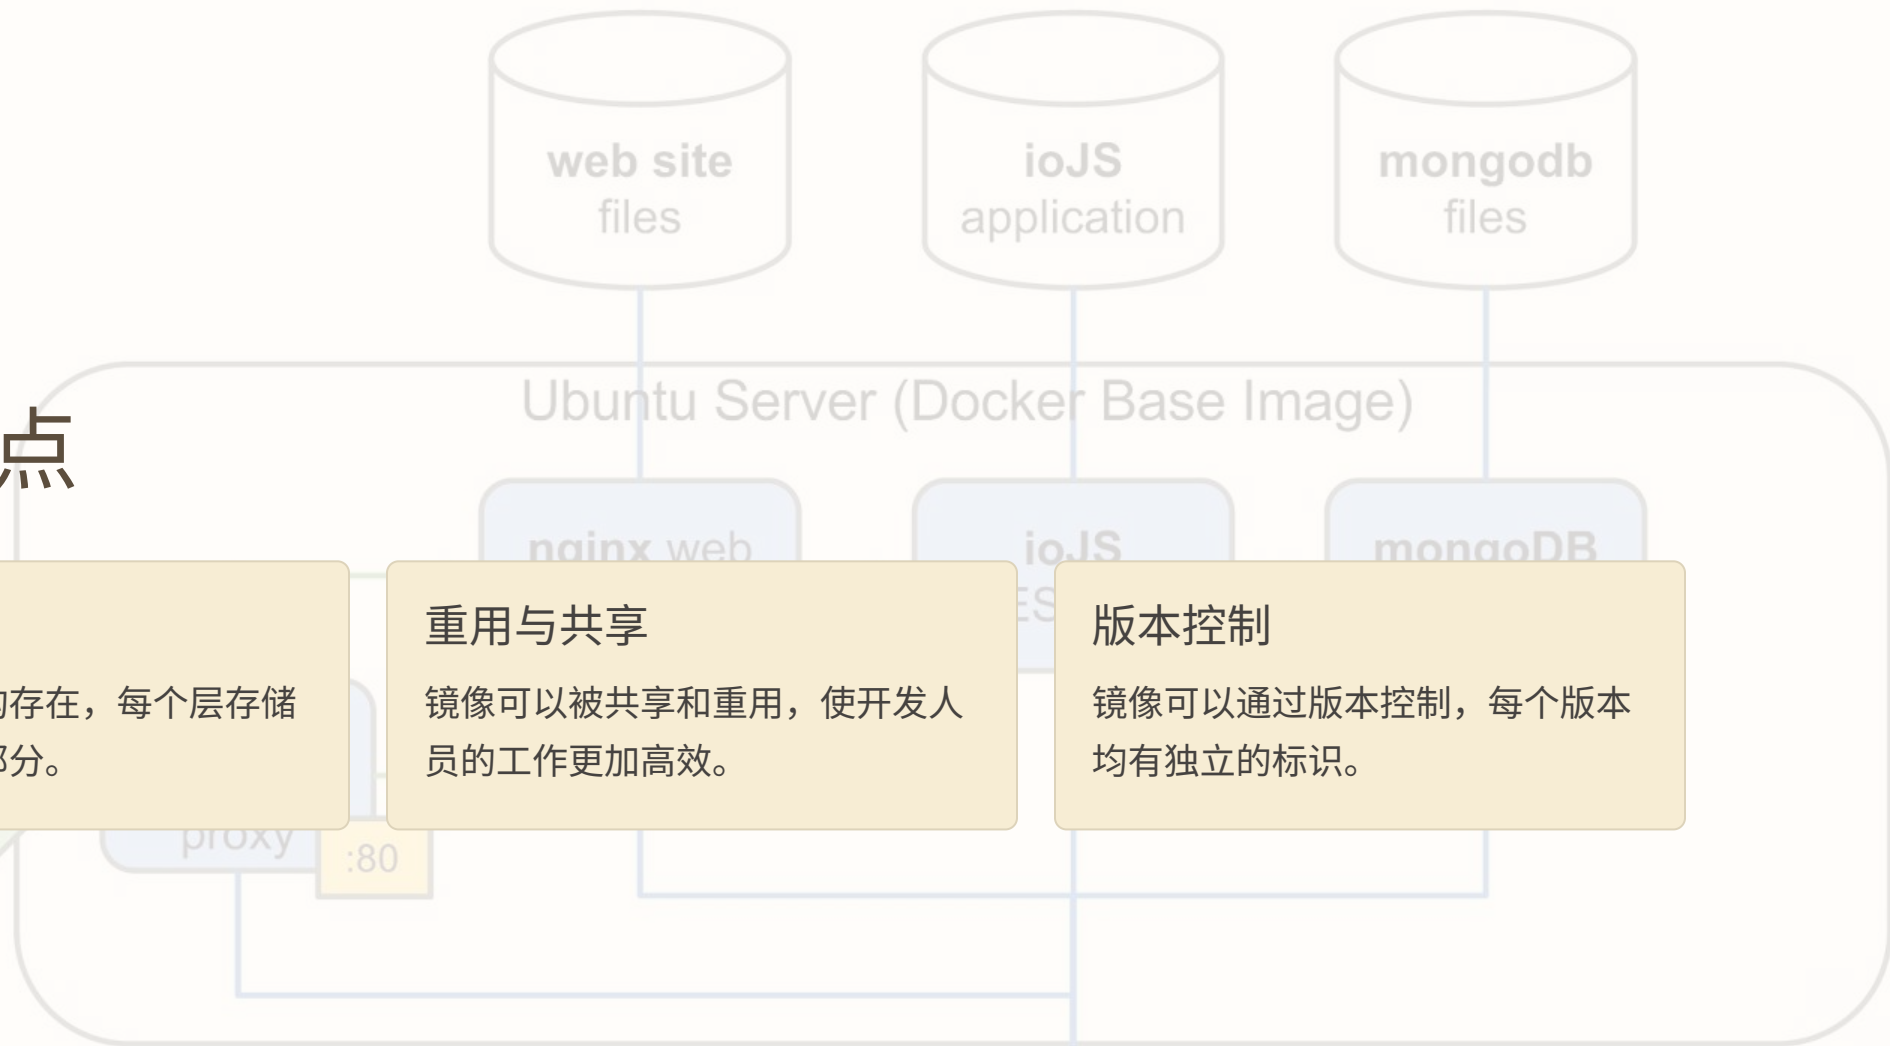 web site
files
ioJS
application
mongodb
files
Ubuntu Server (Docker Base Image)
点
nginx web
ioJS
mongoDB
存在，每个层存储
分。
重用与共享
镜像可以被共享和重用，使开发人
员的工作更加高效。
版本控制
镜像可以通过版本控制，每个版本
均有独立的标识。
proxy
:80